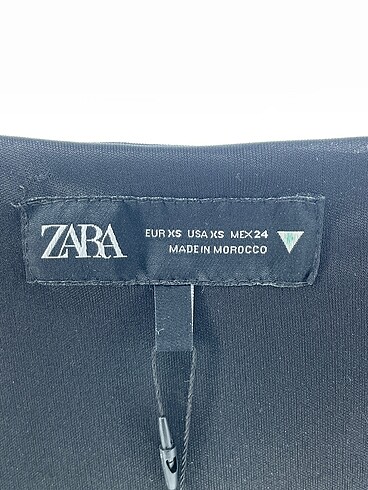 ZARA
EUR XS USA XS MEX 24
MADE IN MOROCCO